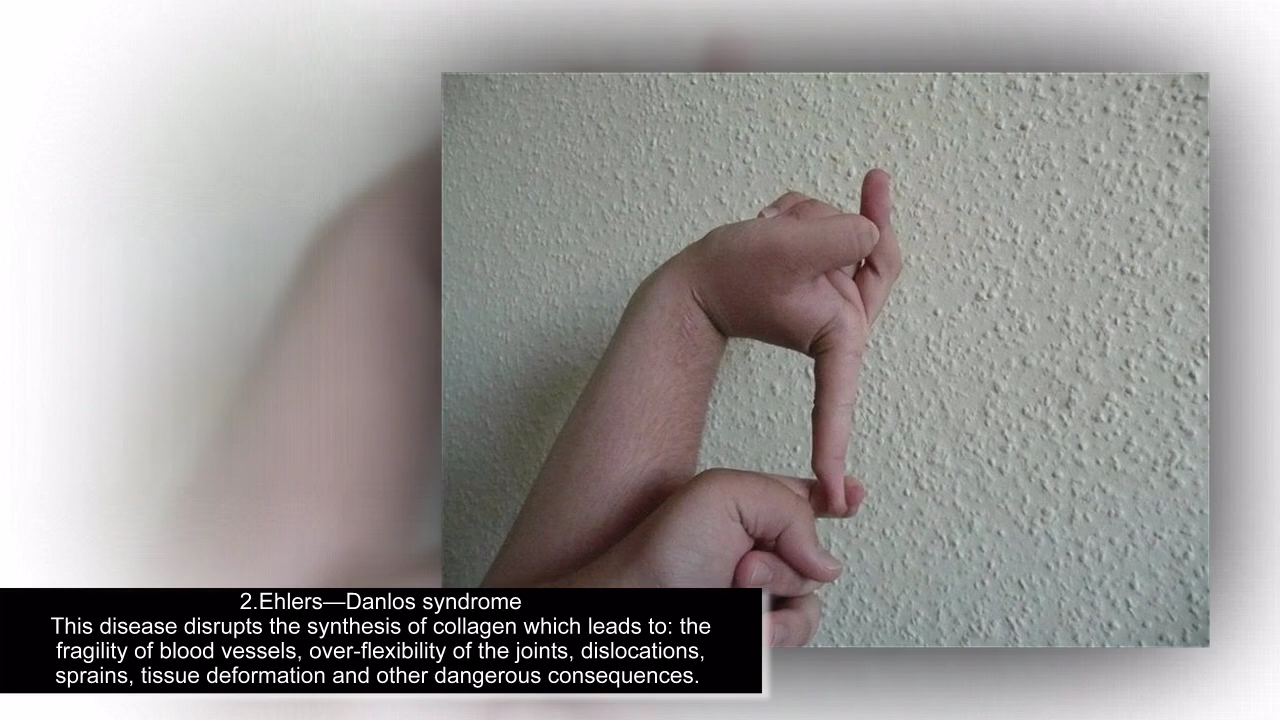 2.Ehlers—Danlos syndrome
This disease disrupts the synthesis of collagen which leads to: the
fragility of blood vessels, over-flexibility of the joints, dislocations,
sprains, tissue deformation and other dangerous consequences.